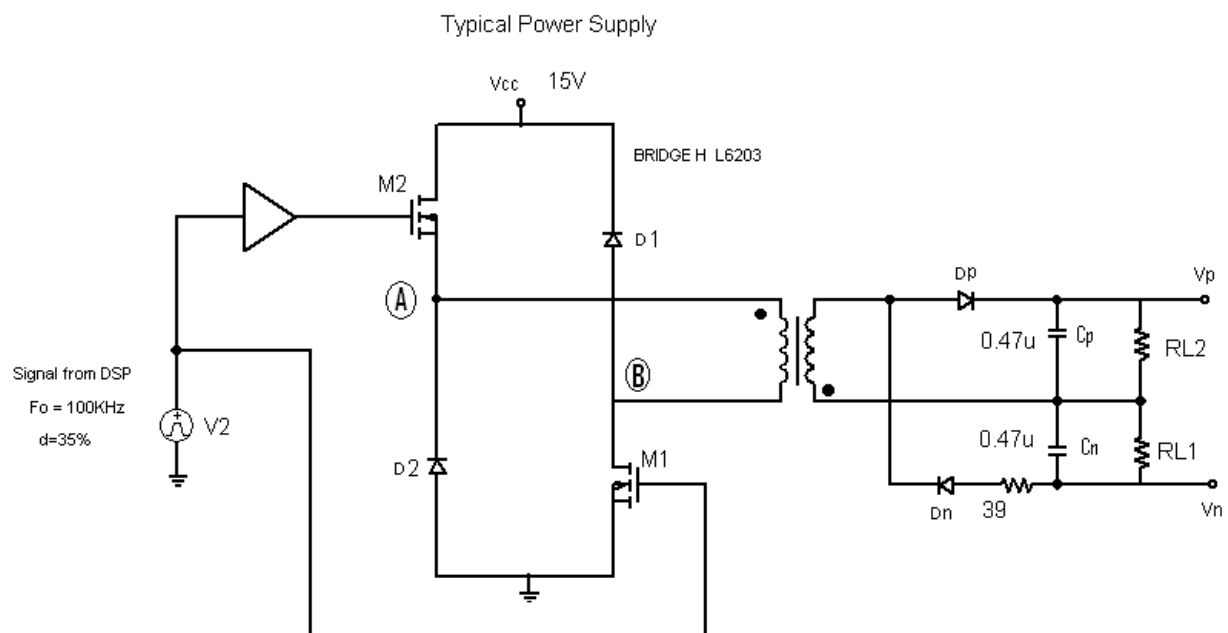 Typical Power Supply
Vcc 15V
BRIDGE H L6203
M2
D1
A
Dp
Vp
0.47u Cp
RL2
Signal from DSP
Fo = 100KHz
d=35%
V2
B
D2
M1
0.47u Cn
RL1
Dn 39
Vn